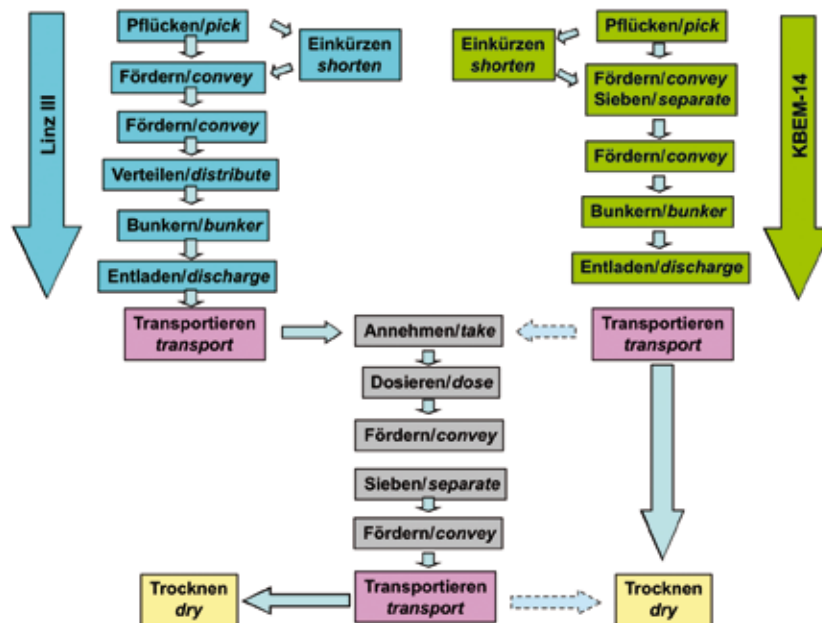 Linz III
Pflücken/pick
Einkürzen
shorten
Fördern/convey
Fördern/convey
Verteilen/distribute
Bunkern/bunker
Entladen/discharge
Transportieren
transport
Pflücken/pick
Einkürzen
shorten
Fördern/convey
Sieben/separate
Fördern/convey
Bunkern/bunker
Entladen/discharge
KBEM-14
Transportieren
transport
Annehmen/take
Dosieren/dose
Fördern/convey
Sieben/separate
Fördern/convey
Transportieren
transport
Trocknen
dry
Trocknen
dry